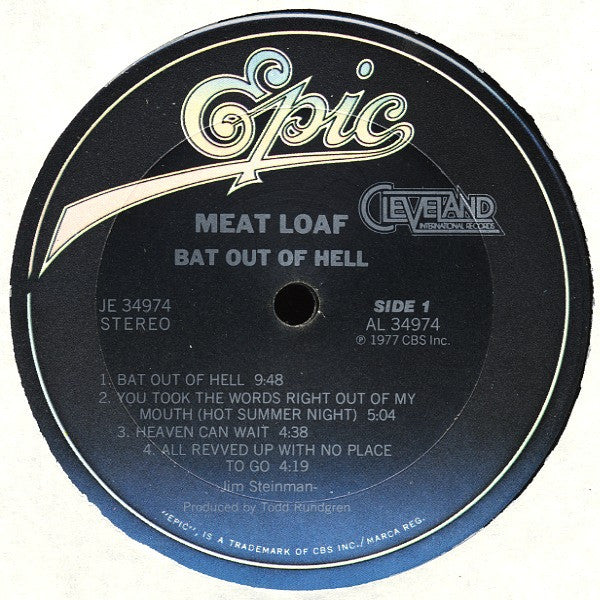 Epic
MEAT LOAF
CLEVELAND
INTERNATIONAL RECORDS
BAT OUT OF HELL
JE 34974
STEREO
SIDE 1
AL 34974
℗ 1977 CBS Inc.
1. BAT OUT OF HELL 9:48
2. YOU TOOK THE WORDS RIGHT OUT OF MY
MOUTH (HOT SUMMER NIGHT) 5:04
3. HEAVEN CAN WAIT 4:38
4. ALL REVVED UP WITH NO PLACE
TO GO 4:19
-Jim Steinman-
Produced by Todd Rundgren
"EPIC", IS A TRADEMARK OF CBS INC./MARCA REG.